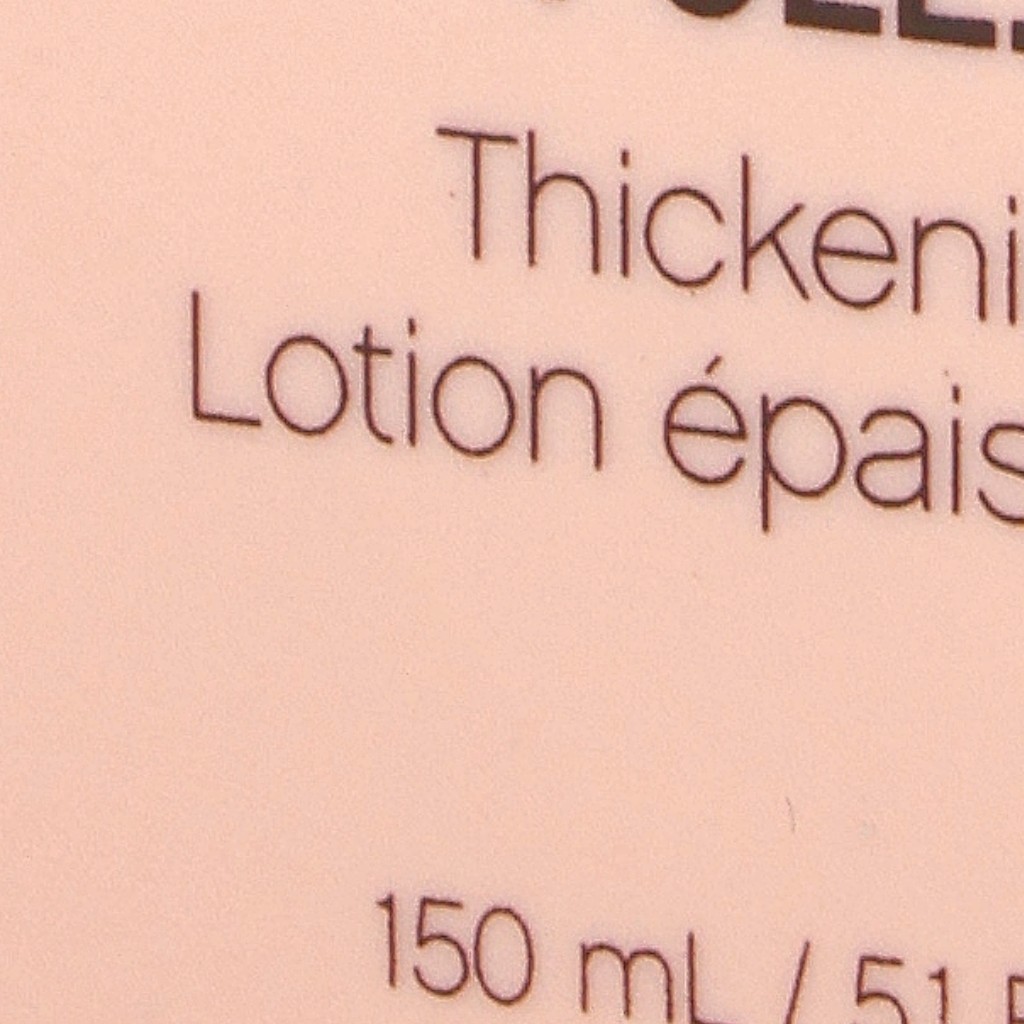 Thickeni
Lotion épais
150 mL / 5.1